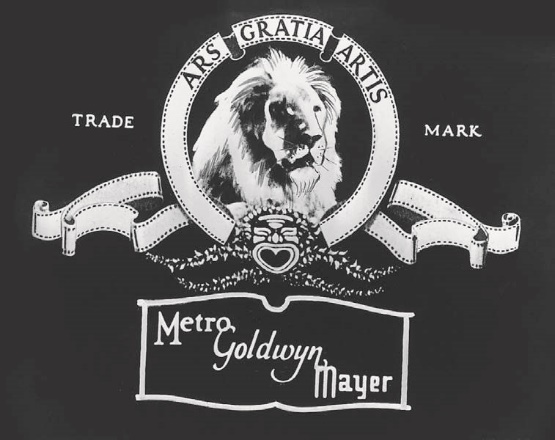 ARS GRATIA ARTIS
TRADE MARK
Metro
Goldwyn
Mayer